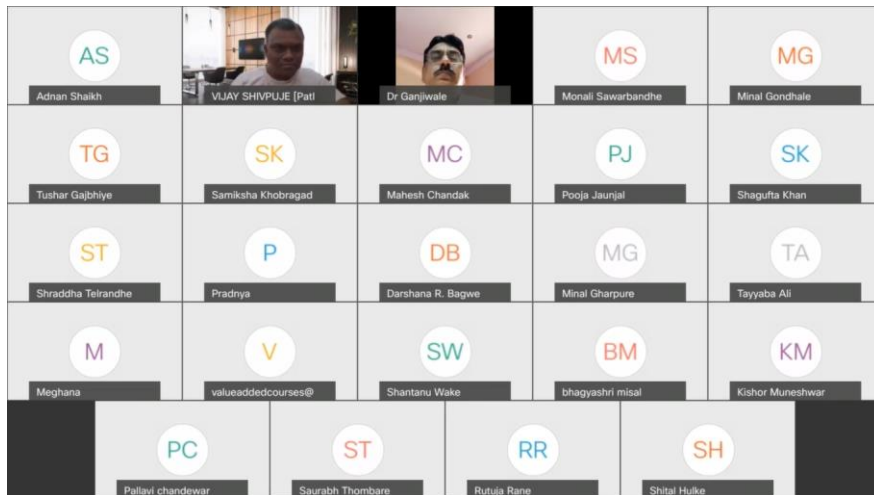 AS
Adnan Shaikh
VIJAY SHIVPUJE [Patl
Dr Ganjiwale
MS
Monali Sawarbandhe
MG
Minal Gondhale
TG
Tushar Gajbhiye
SK
Samiksha Khobragad
MC
Mahesh Chandak
PJ
Pooja Jaunjal
SK
Shagufta Khan
ST
Shraddha Telrandhe
P
Pradnya
DB
Darshana R. Bagwe
MG
Minal Gharpure
TA
Tayyaba Ali
M
Meghana
V
valueaddedcourses@
SW
Shantanu Wake
BM
bhagyashri misal
KM
Kishor Muneshwar
PC
Pallavi chandewar
ST
Saurabh Thombare
RR
Rutuja Rane
SH
Shital Hulke